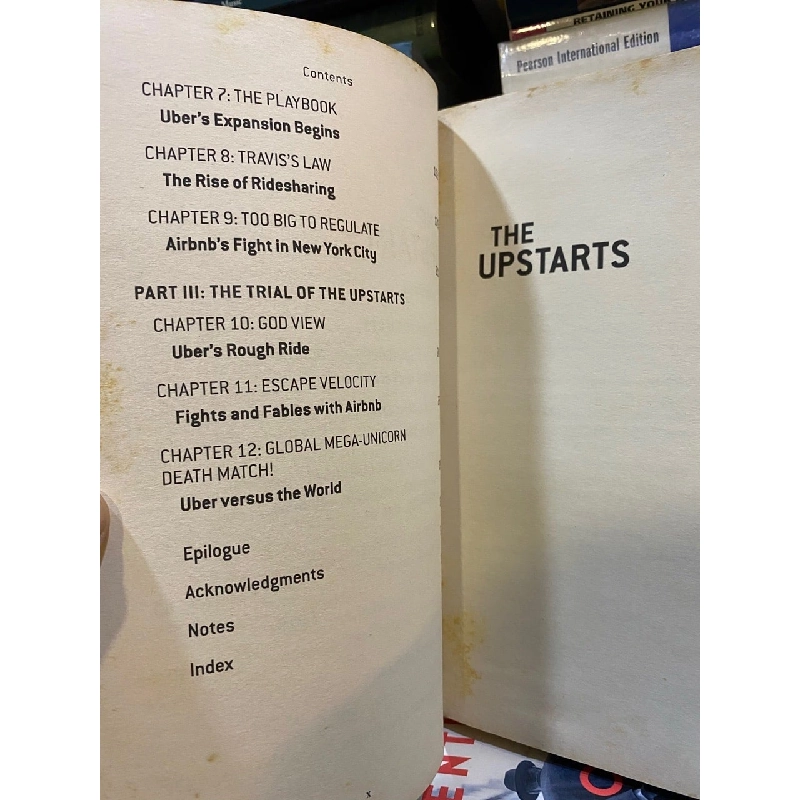 Contents
CHAPTER 7: THE PLAYBOOK
Uber's Expansion Begins
CHAPTER 8: TRAVIS'S LAW
The Rise of Ridesharing
CHAPTER 9: TOO BIG TO REGULATE
Airbnb's Fight in New York City
PART III: THE TRIAL OF THE UPSTARTS
CHAPTER 10: GOD VIEW
Uber's Rough Ride
CHAPTER 11: ESCAPE VELOCITY
Fights and Fables with Airbnb
CHAPTER 12: GLOBAL MEGA-UNICORN
DEATH MATCH!
Uber versus the World
Epilogue
Acknowledgments
Notes
Index
x
THE
UPSTARTS
RETAINING YOUR
Pearson International Edition